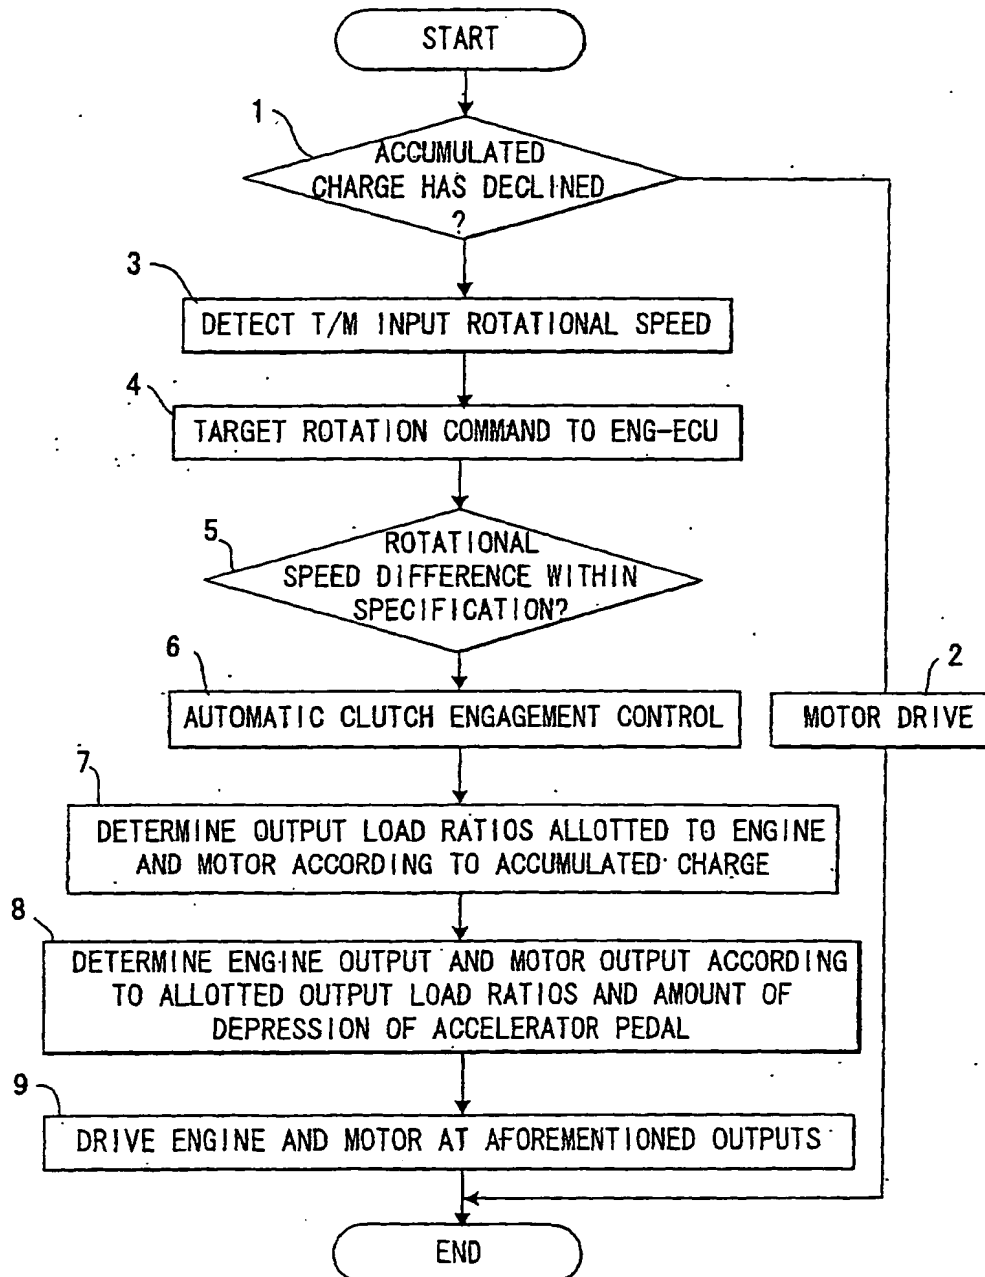 START
1
ACCUMULATED
CHARGE HAS DECLINED
?
3
DETECT T/M INPUT ROTATIONAL SPEED
4
TARGET ROTATION COMMAND TO ENG-ECU
5
ROTATIONAL
SPEED DIFFERENCE WITHIN
SPECIFICATION?
6
AUTOMATIC CLUTCH ENGAGEMENT CONTROL
2
MOTOR DRIVE
7
DETERMINE OUTPUT LOAD RATIOS ALLOTTED TO ENGINE
AND MOTOR ACCORDING TO ACCUMULATED CHARGE
8
DETERMINE ENGINE OUTPUT AND MOTOR OUTPUT ACCORDING
TO ALLOTTED OUTPUT LOAD RATIOS AND AMOUNT OF
DEPRESSION OF ACCELERATOR PEDAL
9
DRIVE ENGINE AND MOTOR AT AFOREMENTIONED OUTPUTS
END